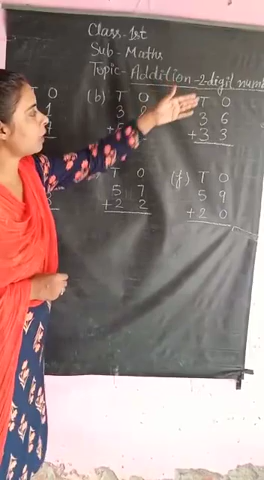 Class-1st
Sub- Maths
Topic- Addition-2-digit
T O
1
(b) T O
3
+
T O
3 6
+ 3 3
T O
5 7
+ 2 2
(f) T O
5 9
+ 2 0